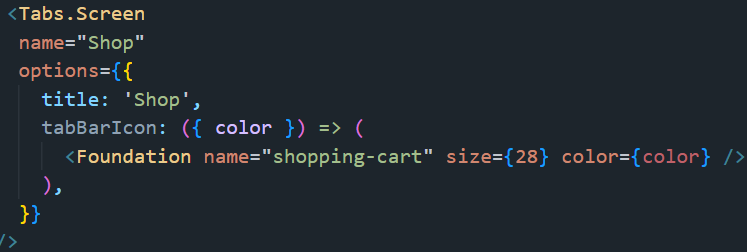 <Tabs.Screen
name="Shop"
options={{
title: 'Shop',
tabBarIcon: ({ color }) => (
<Foundation name="shopping-cart" size={28} color={color} />
),
}}
/>